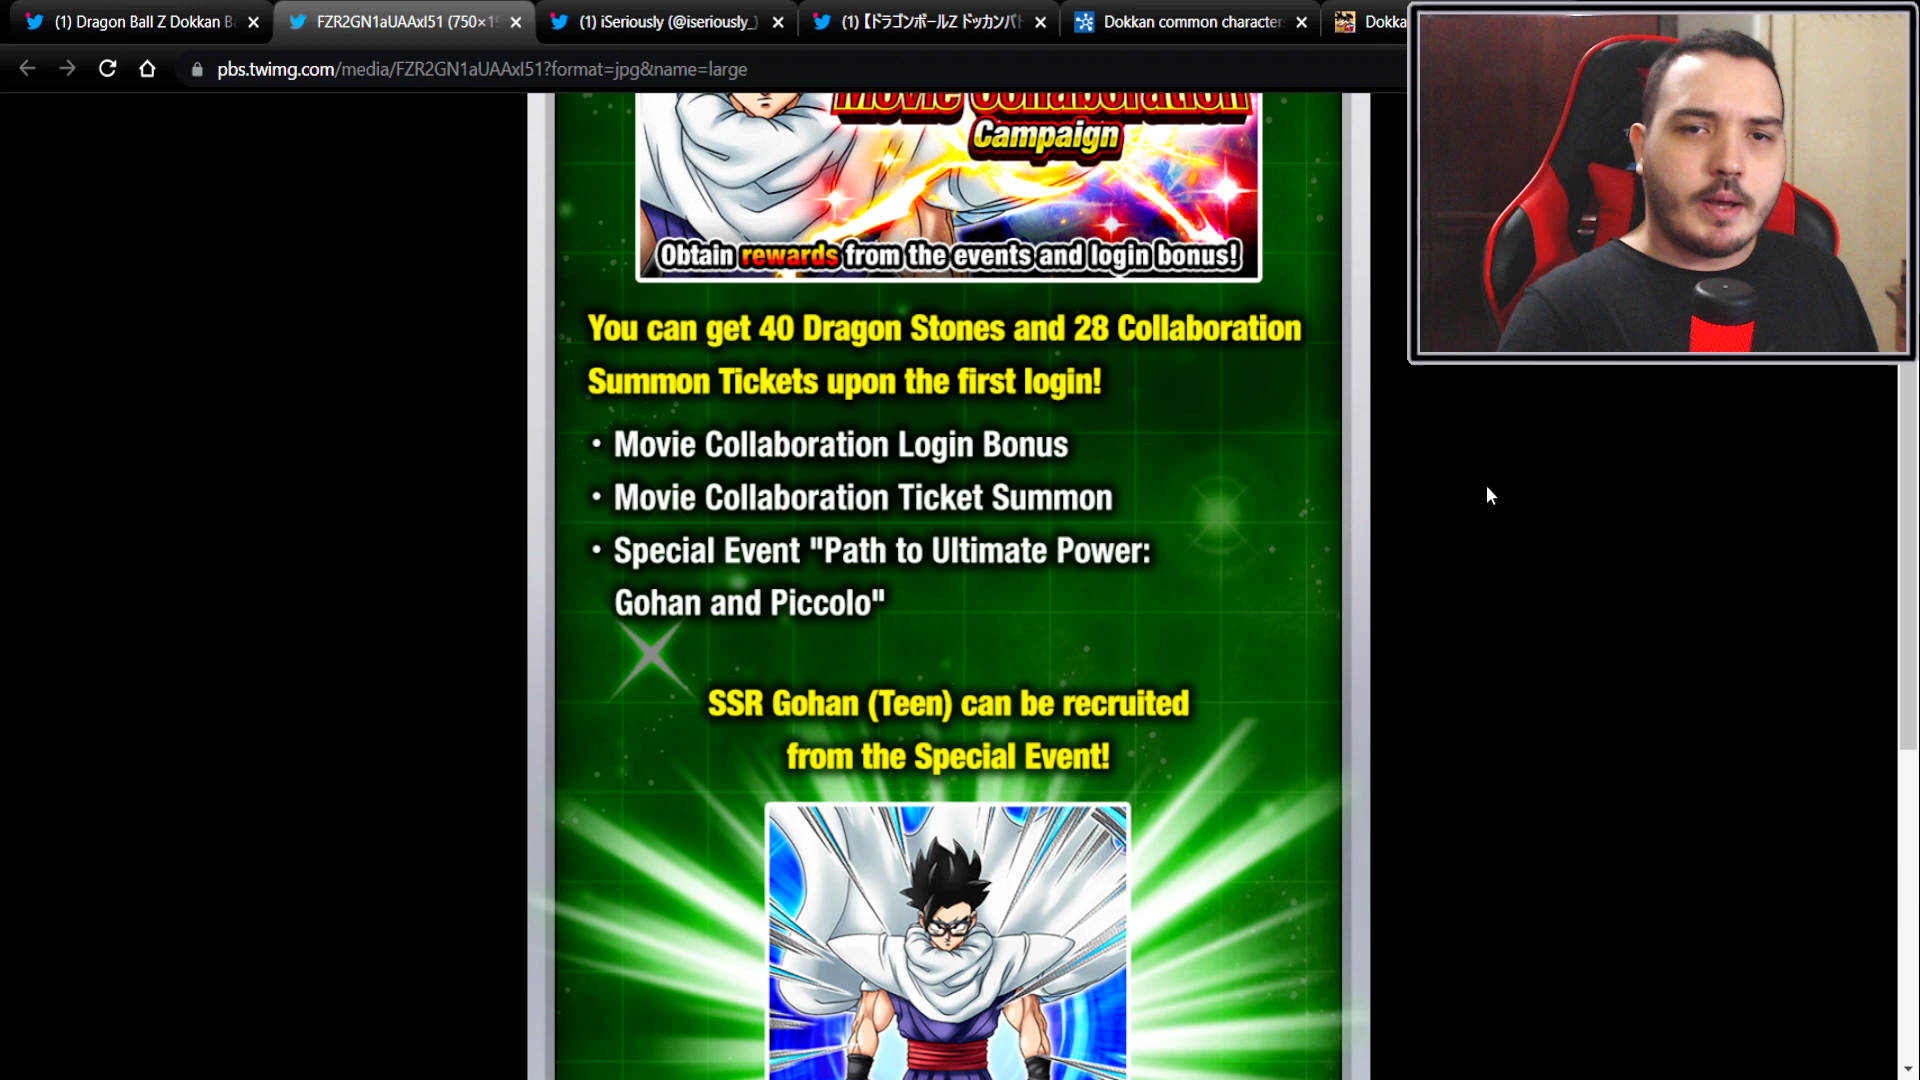 (1) Dragon Ball Z Dokkan Ba
FZR2GN1aUAAxI51 (750×19
(1) iSeriously (@iseriously_)
(1) 【ドラゴンボールZ ドッカンバト
Dokkan common character
Dokka
pbs.twimg.com/media/FZR2GN1aUAAxI51?format=jpg&name=large
Movie Collaboration
Campaign
Obtain rewards from the events and login bonus!
You can get 40 Dragon Stones and 28 Collaboration
Summon Tickets upon the first login!
・Movie Collaboration Login Bonus
・Movie Collaboration Ticket Summon
・Special Event "Path to Ultimate Power:
Gohan and Piccolo"
SSR Gohan (Teen) can be recruited
from the Special Event!